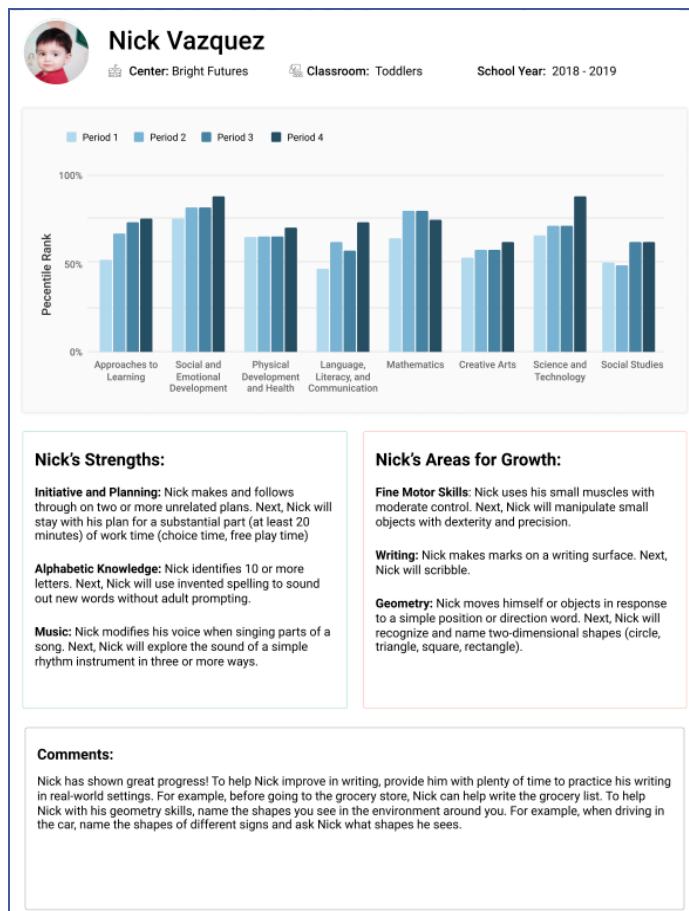 Nick Vazquez
Center: Bright Futures
Classroom: Toddlers
School Year: 2018 - 2019
Period 1
Period 2
Period 3
Period 4
100%
50%
0%
Pecentile Rank
Approaches to
Learning
Social and
Emotional
Development
Physical
Development
and Health
Language,
Literacy, and
Communication
Mathematics
Creative Arts
Science and
Technology
Social Studies
Nick's Strengths:
Initiative and Planning: Nick makes and follows
through on two or more unrelated plans. Next, Nick will
stay with his plan for a substantial part (at least 20
minutes) of work time (choice time, free play time)
Alphabetic Knowledge: Nick identifies 10 or more
letters. Next, Nick will use invented spelling to sound
out new words without adult prompting.
Music: Nick modifies his voice when singing parts of a
song. Next, Nick will explore the sound of a simple
rhythm instrument in three or more ways.
Nick's Areas for Growth:
Fine Motor Skills: Nick uses his small muscles with
moderate control. Next, Nick will manipulate small
objects with dexterity and precision.
Writing: Nick makes marks on a writing surface. Next,
Nick will scribble.
Geometry: Nick moves himself or objects in response
to a simple position or direction word. Next, Nick will
recognize and name two-dimensional shapes (circle,
triangle, square, rectangle).
Comments:
Nick has shown great progress! To help Nick improve in writing, provide him with plenty of time to practice his writing
in real-world settings. For example, before going to the grocery store, Nick can help write the grocery list. To help
Nick with his geometry skills, name the shapes you see in the environment around you. For example, when driving in
the car, name the shapes of different signs and ask Nick what shapes he sees.